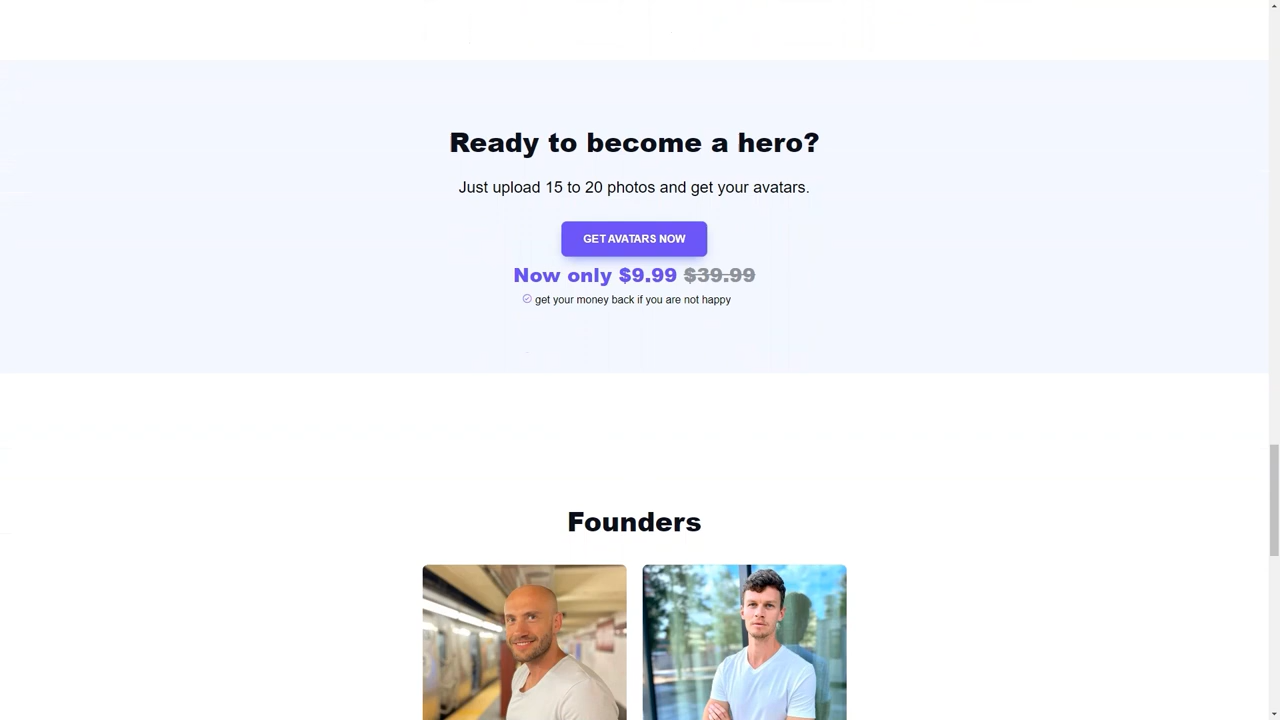 Ready to become a hero?
Just upload 15 to 20 photos and get your avatars.
GET AVATARS NOW
Now only $9.99 $39.99
get your money back if you are not happy
Founders